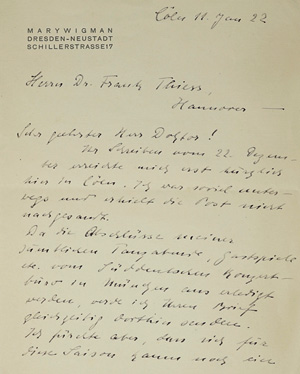 Cöln 11. Jan 22
MARY WIGMAN
DRESDEN-NEUSTADT
SCHILLERSTRASSE 17
Herrn Dr. Frank Thiess,
Hannover —
Sehr geehrter Herr Doktor!
Ihr Schreiben vom 22. Dezem-
ber erreichte mich erst kürzlich
hier in Cöln. Ich war soviel unter-
wegs und erhielt die Post nicht
nachgesandt.
Da die Abschlüsse meiner
sämtlichen Tanzabende, Gastspiele
etc. vom Süddeutschen Konzert-
büro in München aus erledigt
werden, werde ich Ihren Brief
gleichzeitig dorthin senden.
Ich fürchte aber, dass sich für
diese Saison kaum noch ein